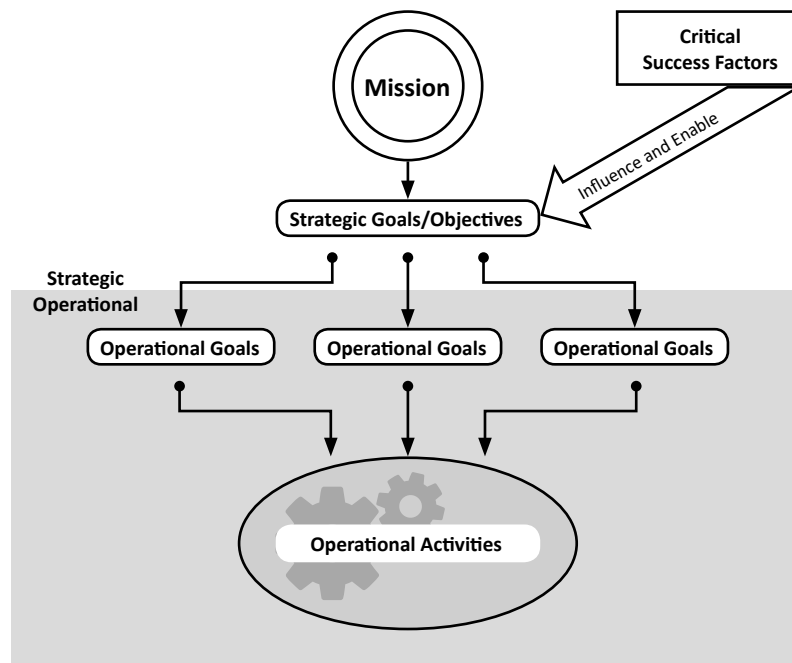 Critical
Success Factors
Mission
Influence and Enable
Strategic Goals/Objectives
Strategic
Operational
Operational Goals
Operational Goals
Operational Goals
Operational Activities